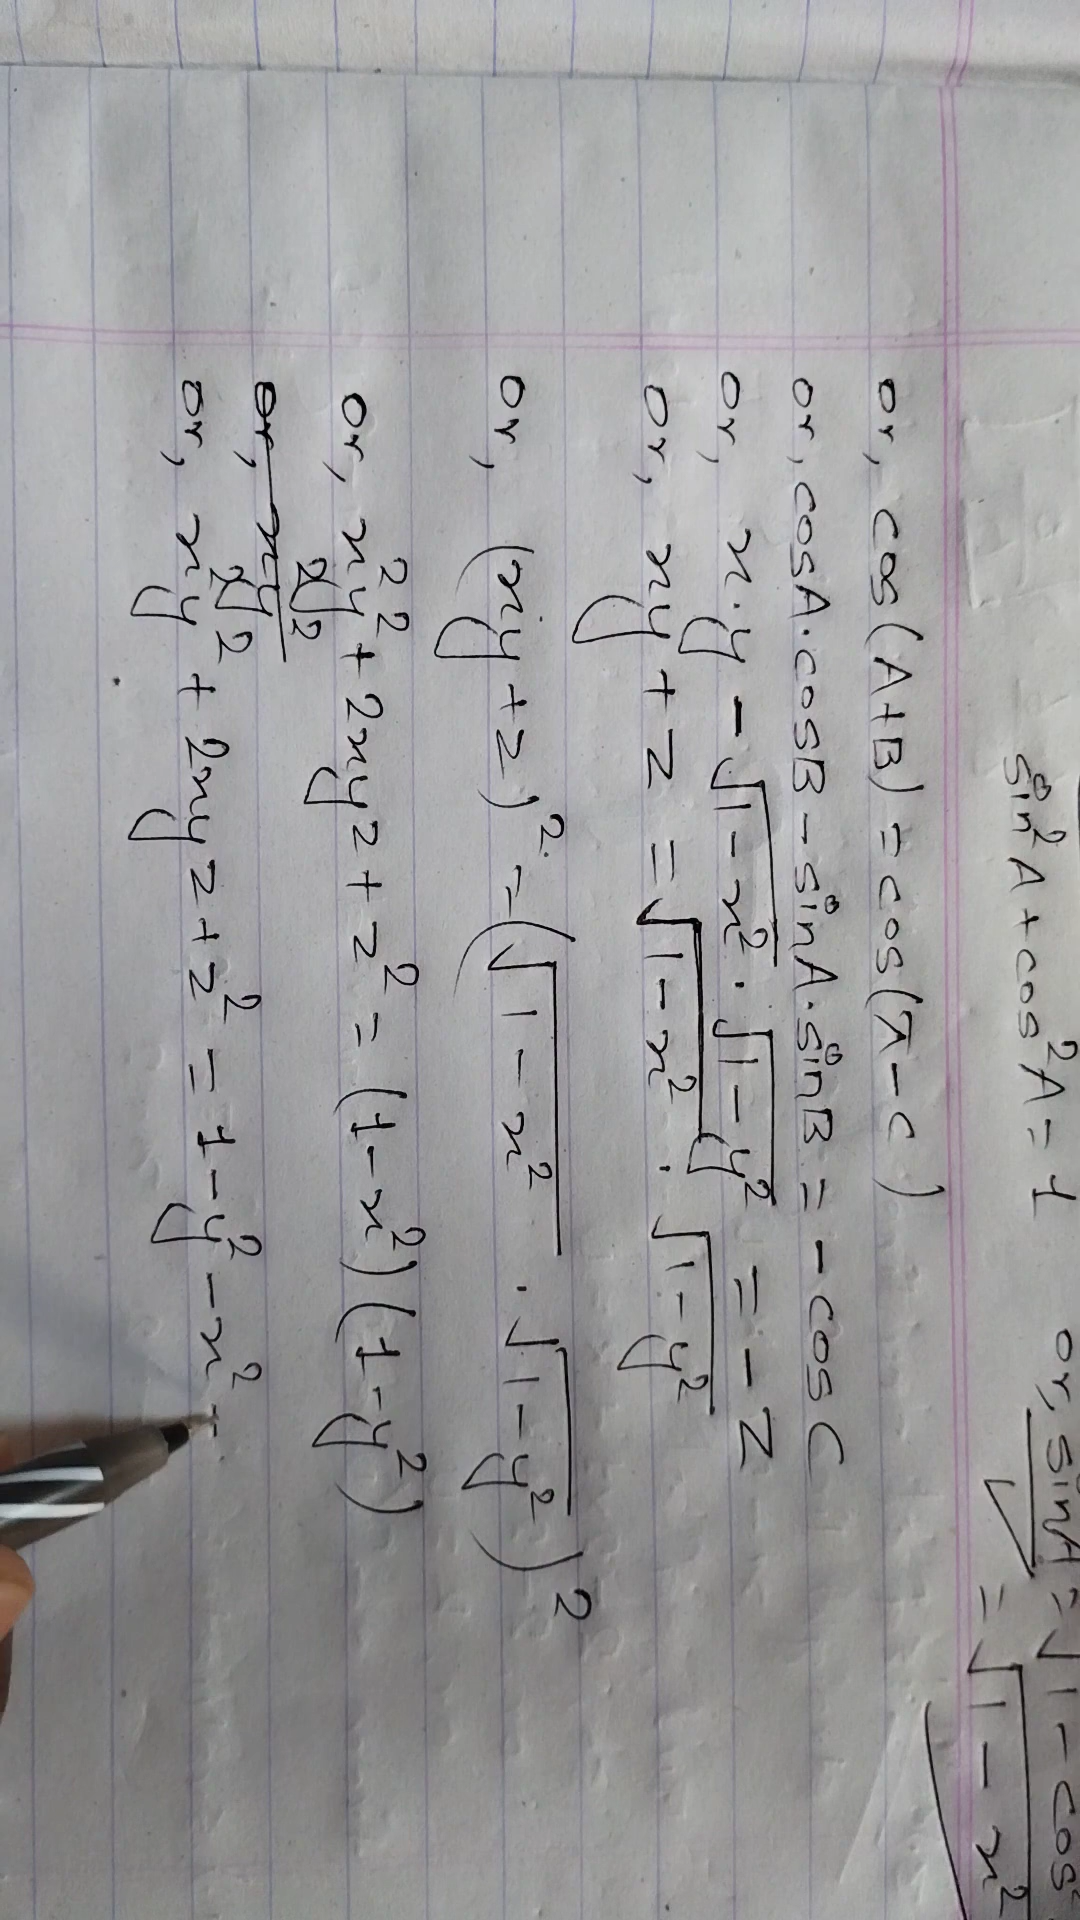 or, sinA = √1-cos²
sin²A + cos²A = 1
= √1-x²
or, cos(A+B) = cos(π-C)
or, cosA.cosB - sinA.sinB = -cosC
or, x.y - √1-x² . √1-y² = -z
or, xy + z = √1-x² . √1-y²
or, (xy+z)² = (√1-x² . √1-y²)²
or, x²y² + 2xyz + z² = (1-x²)(1-y²)
or, x²y² + 2xyz + z² = 1-y²-x²-